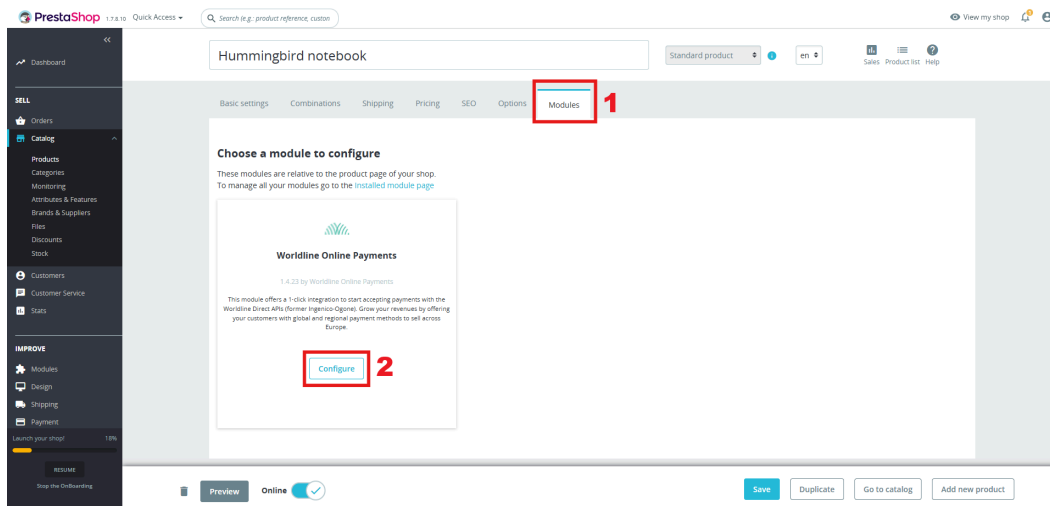 PrestaShop 1.7.8.10 Quick Access Search (e.g.: product reference, custon View my shop
Hummingbird notebook Standard product en Sales Product list Help
Dashboard
SELL
Orders
Catalog
Products
Categories
Monitoring
Attributes & Features
Brands & Suppliers
Files
Discounts
Stock
Customers
Customer Service
Stats
IMPROVE
Modules
Design
Shipping
Payment
Launch your shop! 18%
RESUME
Stop the OnBoarding
Basic settings Combinations Shipping Pricing SEO Options Modules 1
Choose a module to configure
These modules are relative to the product page of your shop.
To manage all your modules go to the Installed module page
Worldline Online Payments
1.4.23 by Worldline Online Payments
This module offers a 1-click integration to start accepting payments with the
Worldline Direct APIs (former Ingenico-Ogone). Grow your revenues by offering
your customers with global and regional payment methods to sell across
Europe.
Configure 2
Preview Online Save Duplicate Go to catalog Add new product